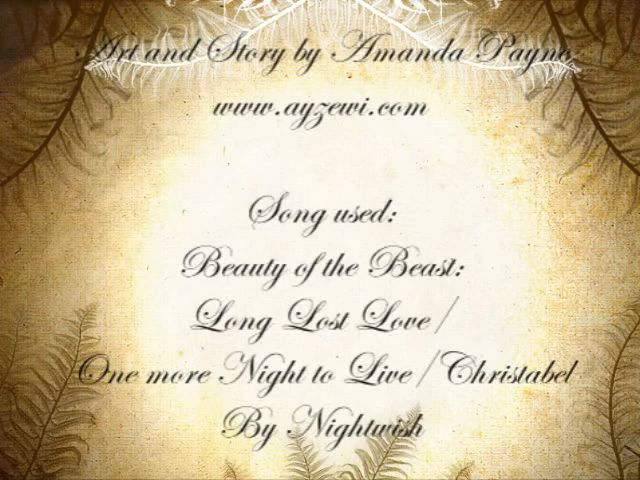 Art and Story by Amanda Payne
www.ayzewi.com
Song used:
Beauty of the Beast:
Long Lost Love /
One more Night to Live / Christabel
By Nightwish